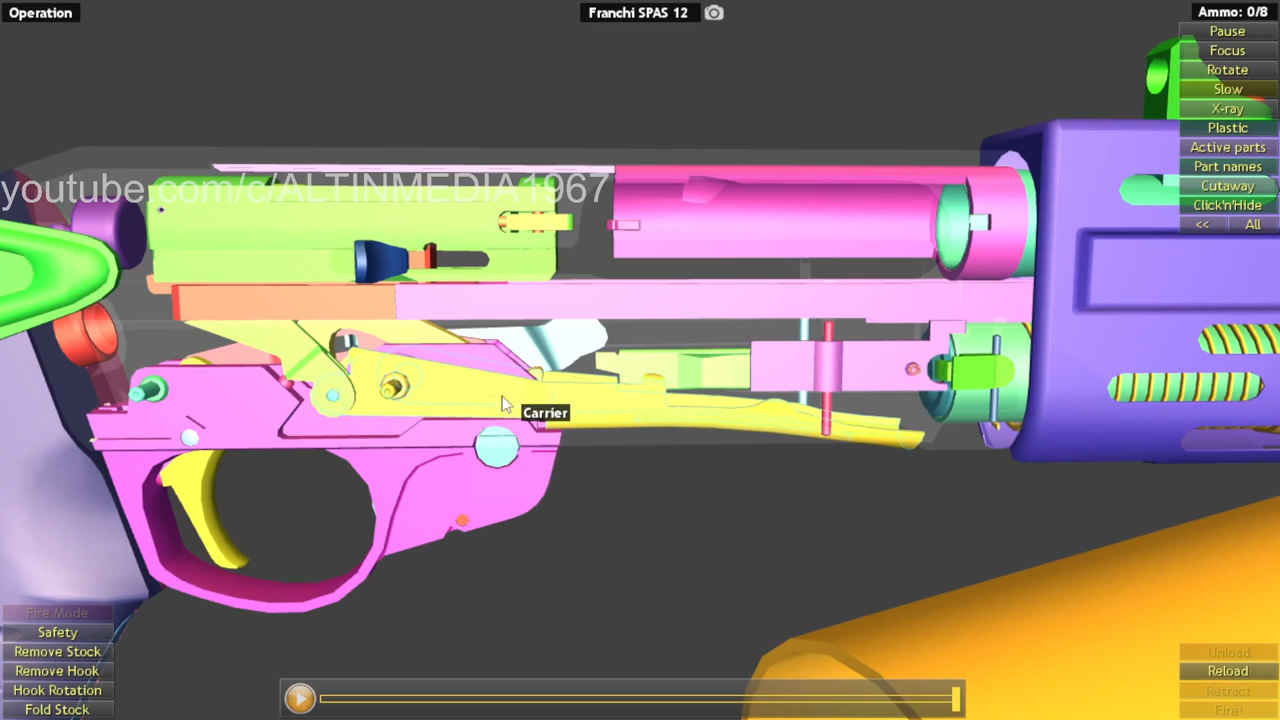 Operation
Franchi SPAS 12
Ammo: 0/8
Pause
Focus
Rotate
Slow
X-ray
Plastic
Active parts
Part names
Cutaway
Click'n'Hide
<< All
youtube.com/c/ALTINMEDIA1967
Carrier
Fire Mode
Safety
Remove Stock
Remove Hook
Hook Rotation
Fold Stock
Unload
Reload
Retract
Fire!